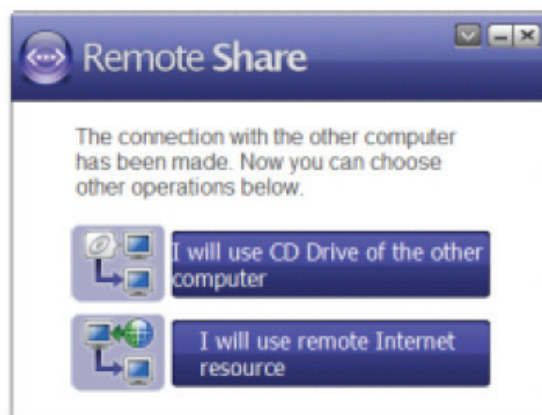 Remote Share
The connection with the other computer
has been made. Now you can choose
other operations below.
I will use CD Drive of the other
computer
I will use remote Internet
resource